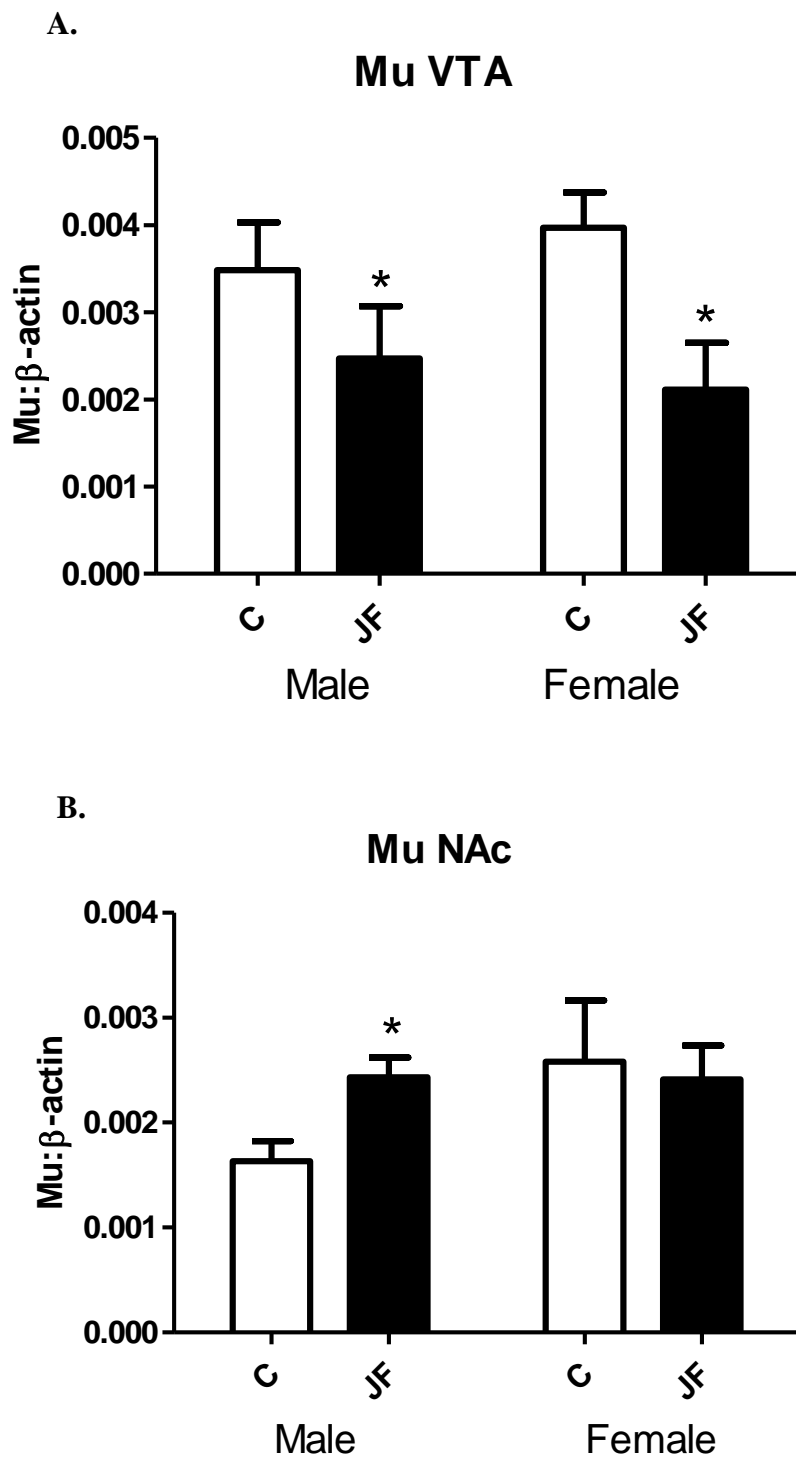 A.
Mu VTA
0.005
0.004
0.003
0.002
0.001
0.000
Mu:β-actin
*
*
C
JF
C
JF
Male
Female
B.
Mu NAc
0.004
0.003
0.002
0.001
0.000
Mu:β-actin
*
C
JF
C
JF
Male
Female